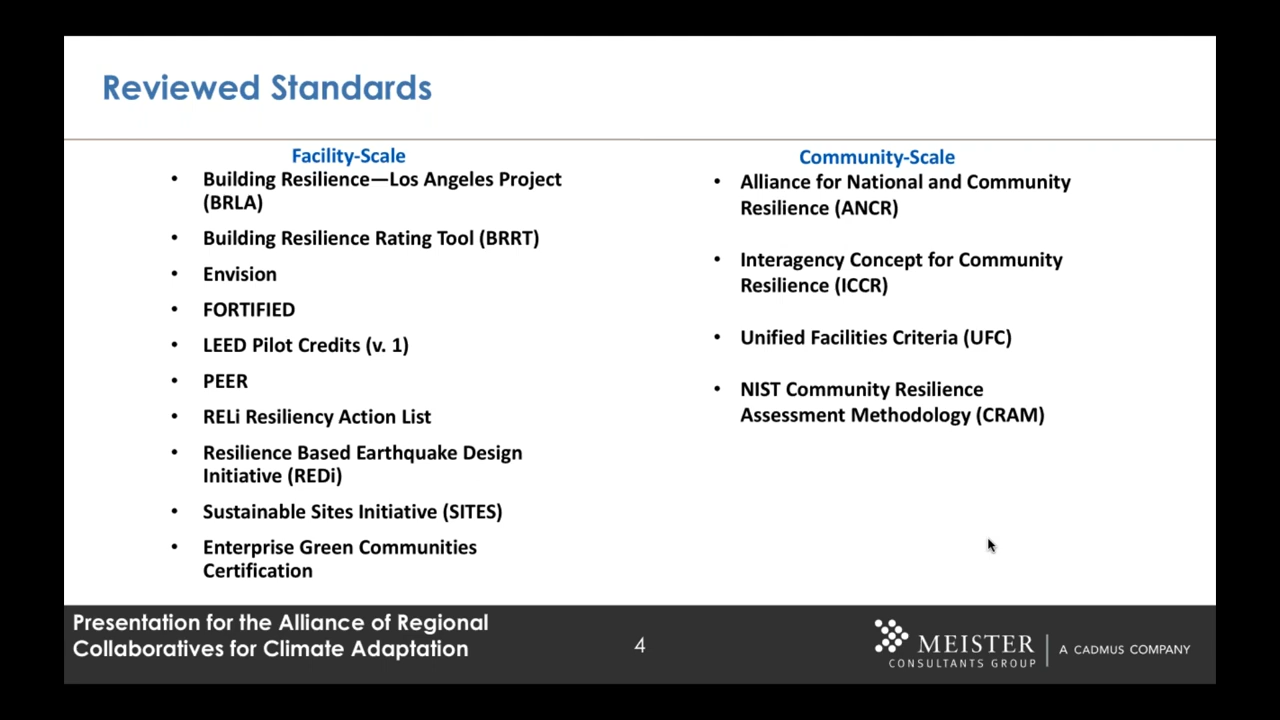 Reviewed Standards
Facility-Scale
• Building Resilience—Los Angeles Project
(BRLA)
• Building Resilience Rating Tool (BRRT)
• Envision
• FORTIFIED
• LEED Pilot Credits (v. 1)
• PEER
• RELi Resiliency Action List
• Resilience Based Earthquake Design
Initiative (REDi)
• Sustainable Sites Initiative (SITES)
• Enterprise Green Communities
Certification
Community-Scale
• Alliance for National and Community
Resilience (ANCR)
• Interagency Concept for Community
Resilience (ICCR)
• Unified Facilities Criteria (UFC)
• NIST Community Resilience
Assessment Methodology (CRAM)
Presentation for the Alliance of Regional
Collaboratives for Climate Adaptation
4
MEISTER
CONSULTANTS GROUP
A CADMUS COMPANY